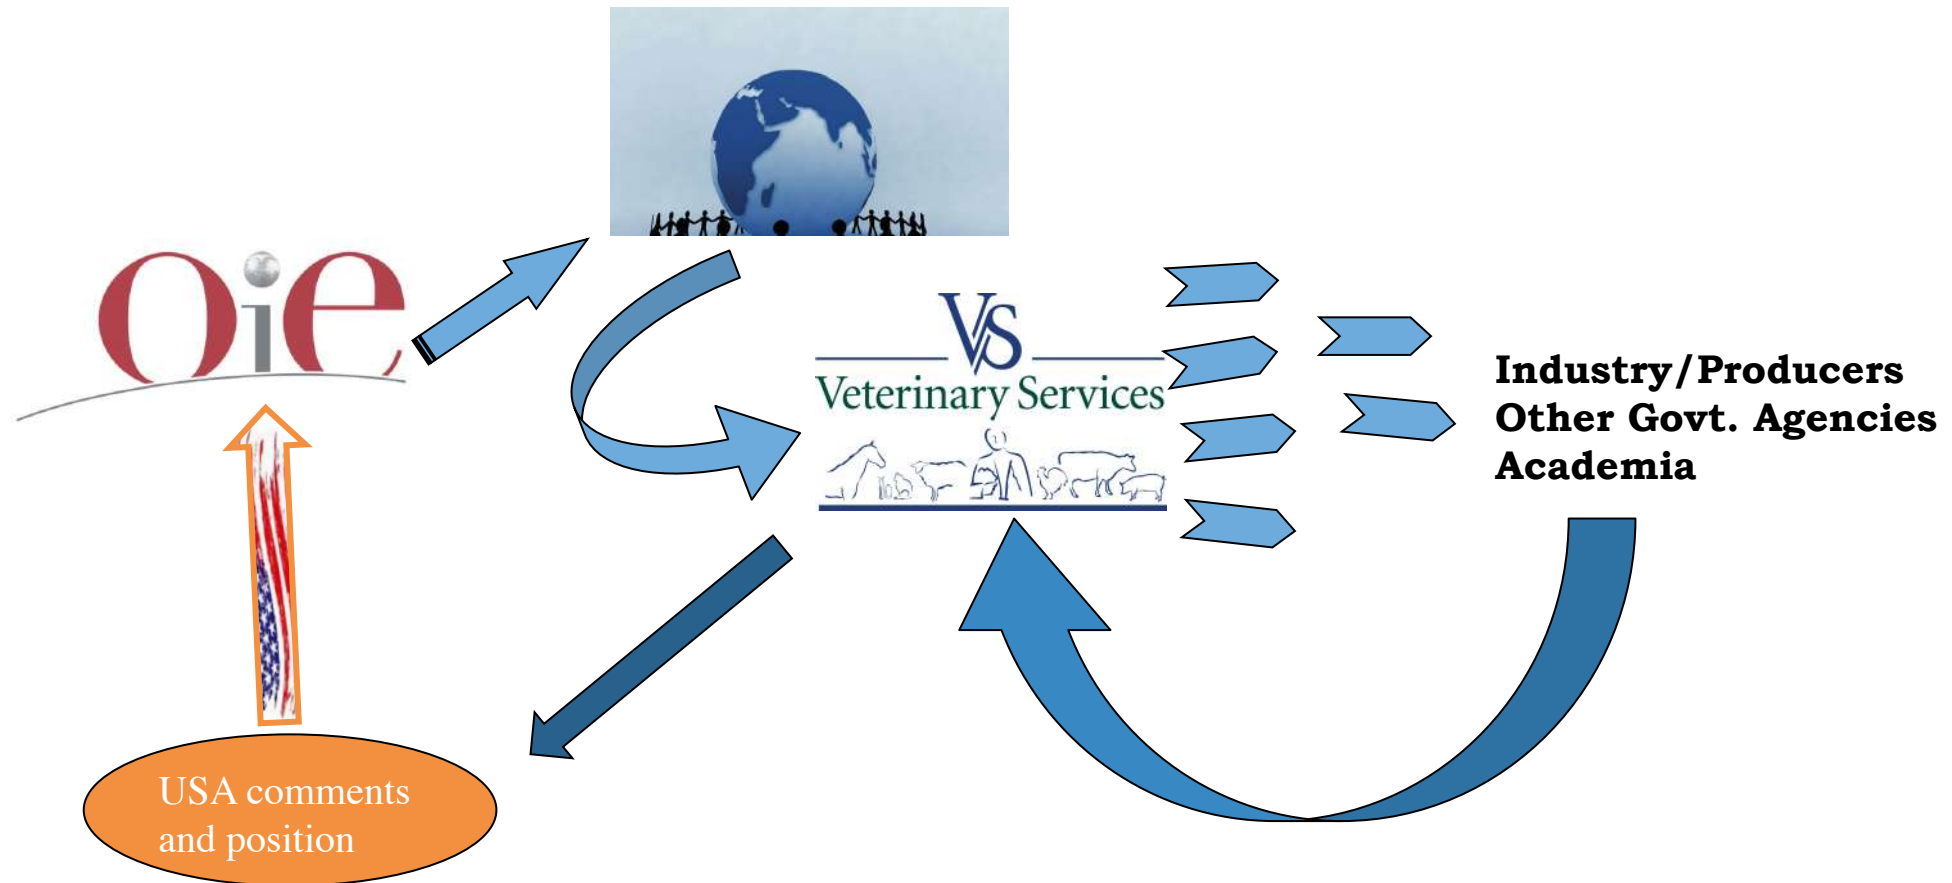 OiE
VS
Veterinary Services
Industry/Producers
Other Govt. Agencies
Academia
USA comments
and position